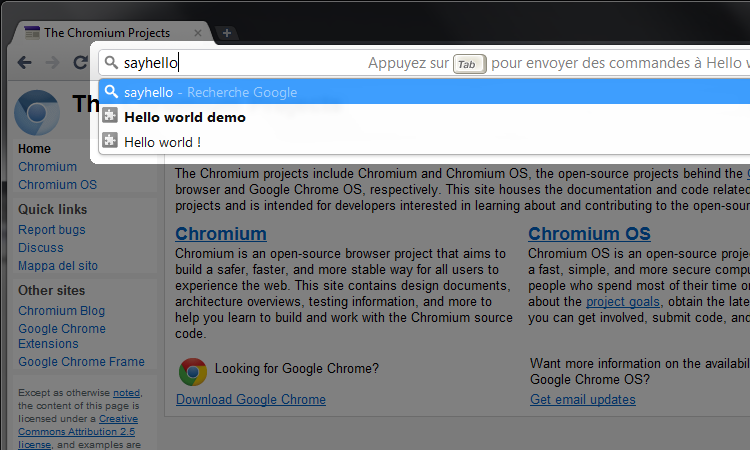 The Chromium Projects
sayhello
Appuyez sur Tab pour envoyer des commandes à Hello
sayhello - Recherche Google
Hello world demo
Hello world !
Home
Chromium
Chromium OS
Quick links
Report bugs
Discuss
Mappa del sito
Other sites
Chromium Blog
Google Chrome
Extensions
Google Chrome Frame
Except as otherwise noted,
the content of this page is
licensed under a Creative
Commons Attribution 2.5
license, and examples are
The Chromium projects include Chromium and Chromium OS, the open-source projects behind the
browser and Google Chrome OS, respectively. This site houses the documentation and code related
projects and is intended for developers interested in learning about and contributing to the
Chromium
Chromium is an open-source browser project that aims to
build a safer, faster, and more stable way for all users to
experience the web. This site contains design documents,
architecture overviews, testing information, and more to
help you learn to build and work with the Chromium source
code.
Looking for Google Chrome?
Download Google Chrome
Chromium OS
Chromium OS is an open-source
a fast, simple, and more secure
people who spend most of their time
about the project goals, obtain the
you can get involved, submit code,
Want more information on the
Google Chrome OS?
Get email updates